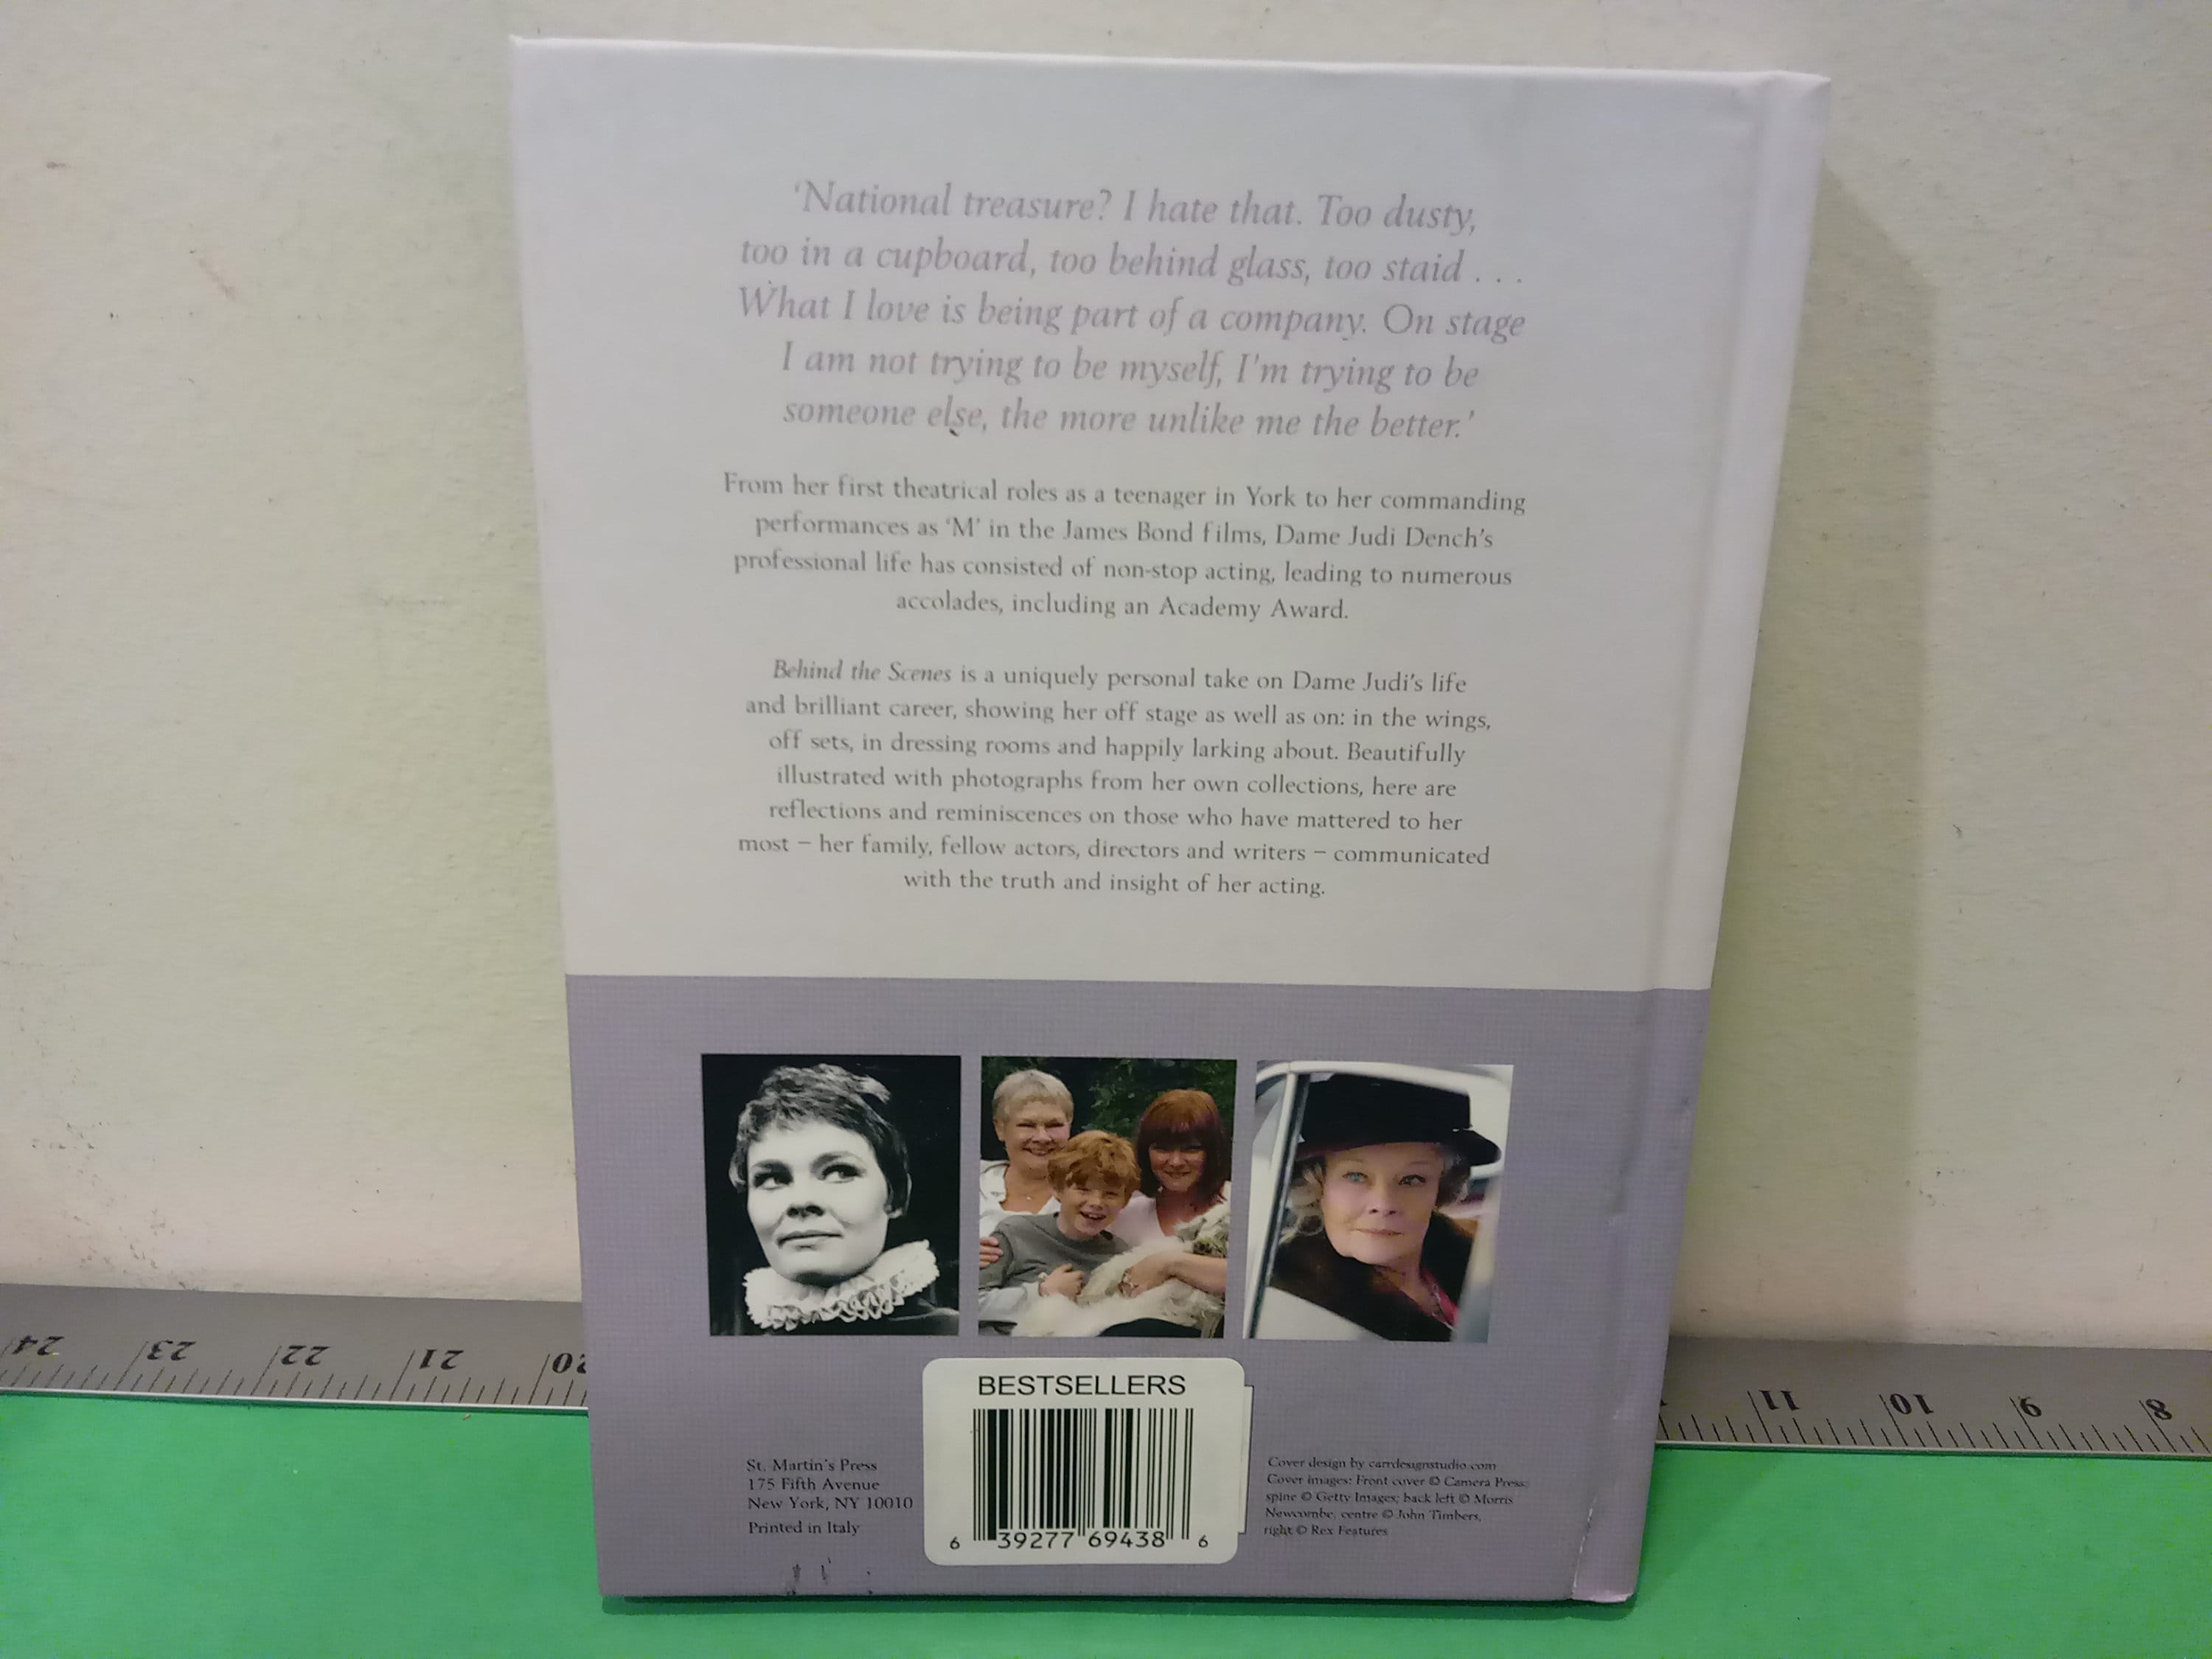 ‘National treasure? I hate that. Too dusty,
too in a cupboard, too behind glass, too staid . . .
What I love is being part of a company. On stage
I am not trying to be myself, I'm trying to be
someone else, the more unlike me the better.’
From her first theatrical roles as a teenager in York to her commanding
performances as ‘M’ in the James Bond films, Dame Judi Dench’s
professional life has consisted of non-stop acting, leading to numerous
accolades, including an Academy Award.
Behind the Scenes is a uniquely personal take on Dame Judi’s life
and brilliant career, showing her off stage as well as on: in the wings,
off sets, in dressing rooms and happily larking about. Beautifully
illustrated with photographs from her own collections, here are
reflections and reminiscences on those who have mattered to her
most – her family, fellow actors, directors and writers – communicated
with the truth and insight of her acting.
BESTSELLERS
6 39277 69438 6
St. Martin’s Press
175 Fifth Avenue
New York, NY 10010
Printed in Italy
Cover design by carrdesignstudio.com
Cover images: Front cover © Camera Press;
spine © Getty Images; back left © Morris
Newcombe, centre © John Timbers,
right © Rex Features
24 23 22 21 20
11 10 9 8